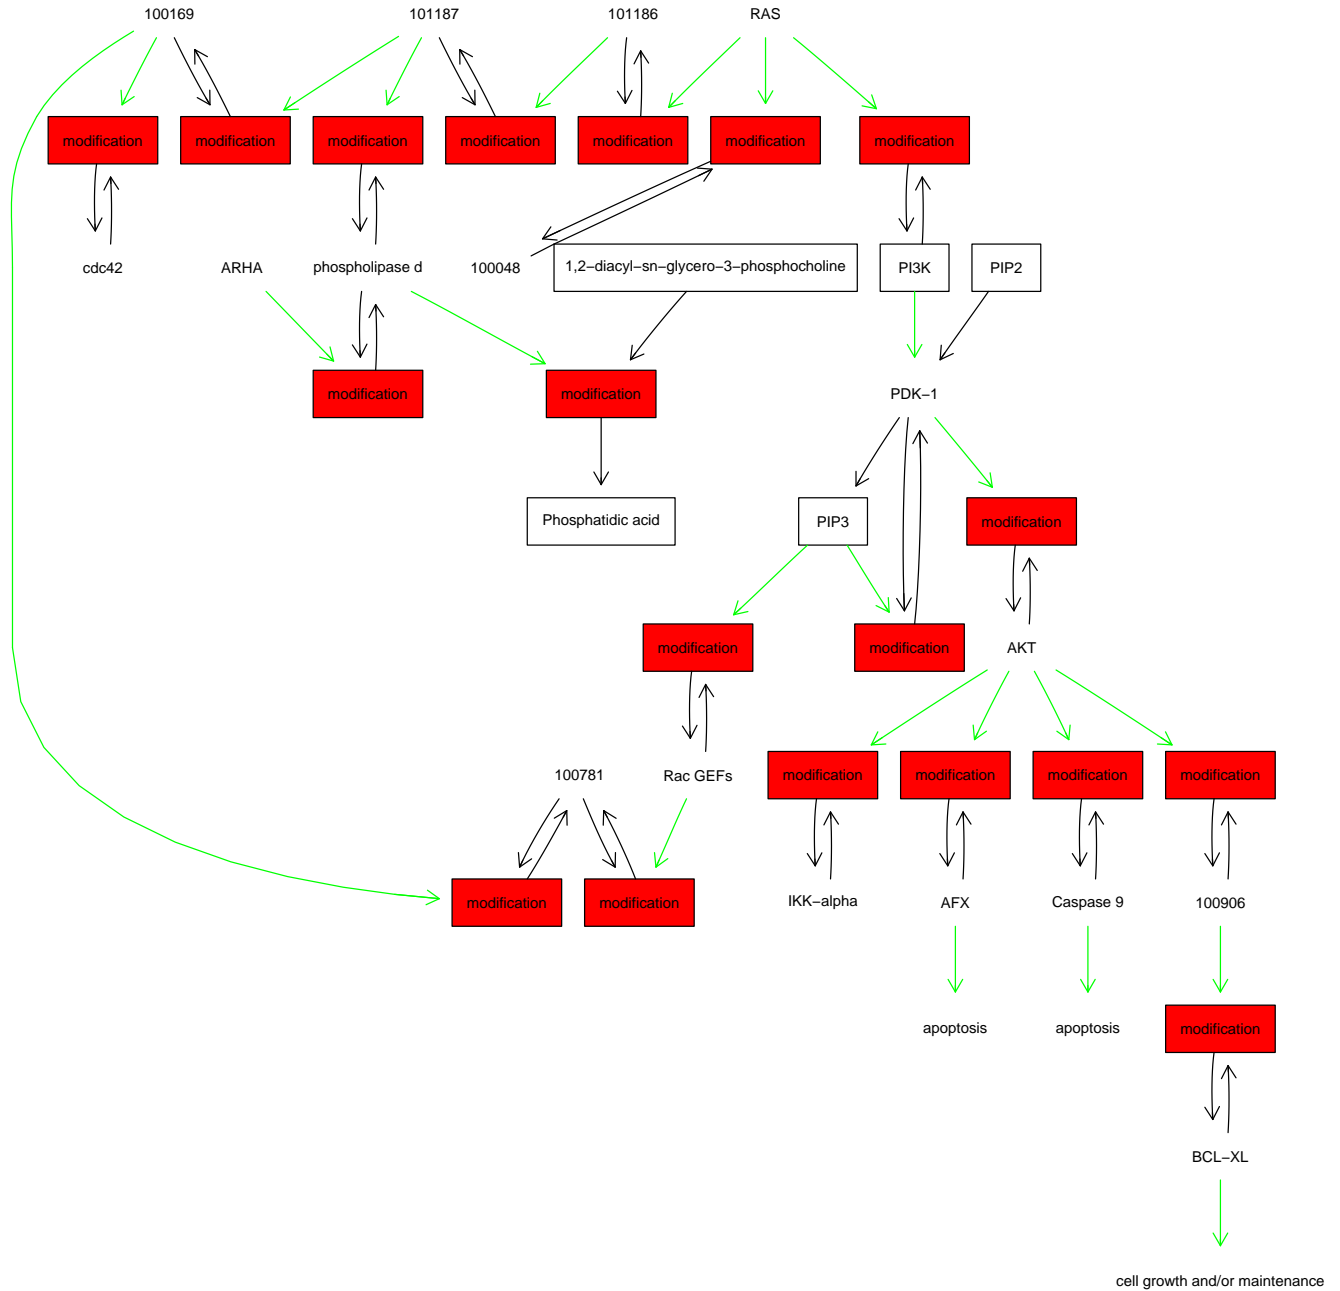 100169
101187
101186
RAS
modification
modification
modification
modification
modification
modification
modification
cdc42
ARHA
phospholipase d
100048
1,2−diacyl−sn−glycero−3−phosphocholine
PI3K
PIP2
modification
modification
PDK−1
Phosphatidic acid
PIP3
modification
modification
modification
AKT
100781
Rac GEFs
modification
modification
modification
modification
modification
modification
IKK−alpha
AFX
Caspase 9
100906
apoptosis
apoptosis
modification
BCL−XL
cell growth and/or maintenance